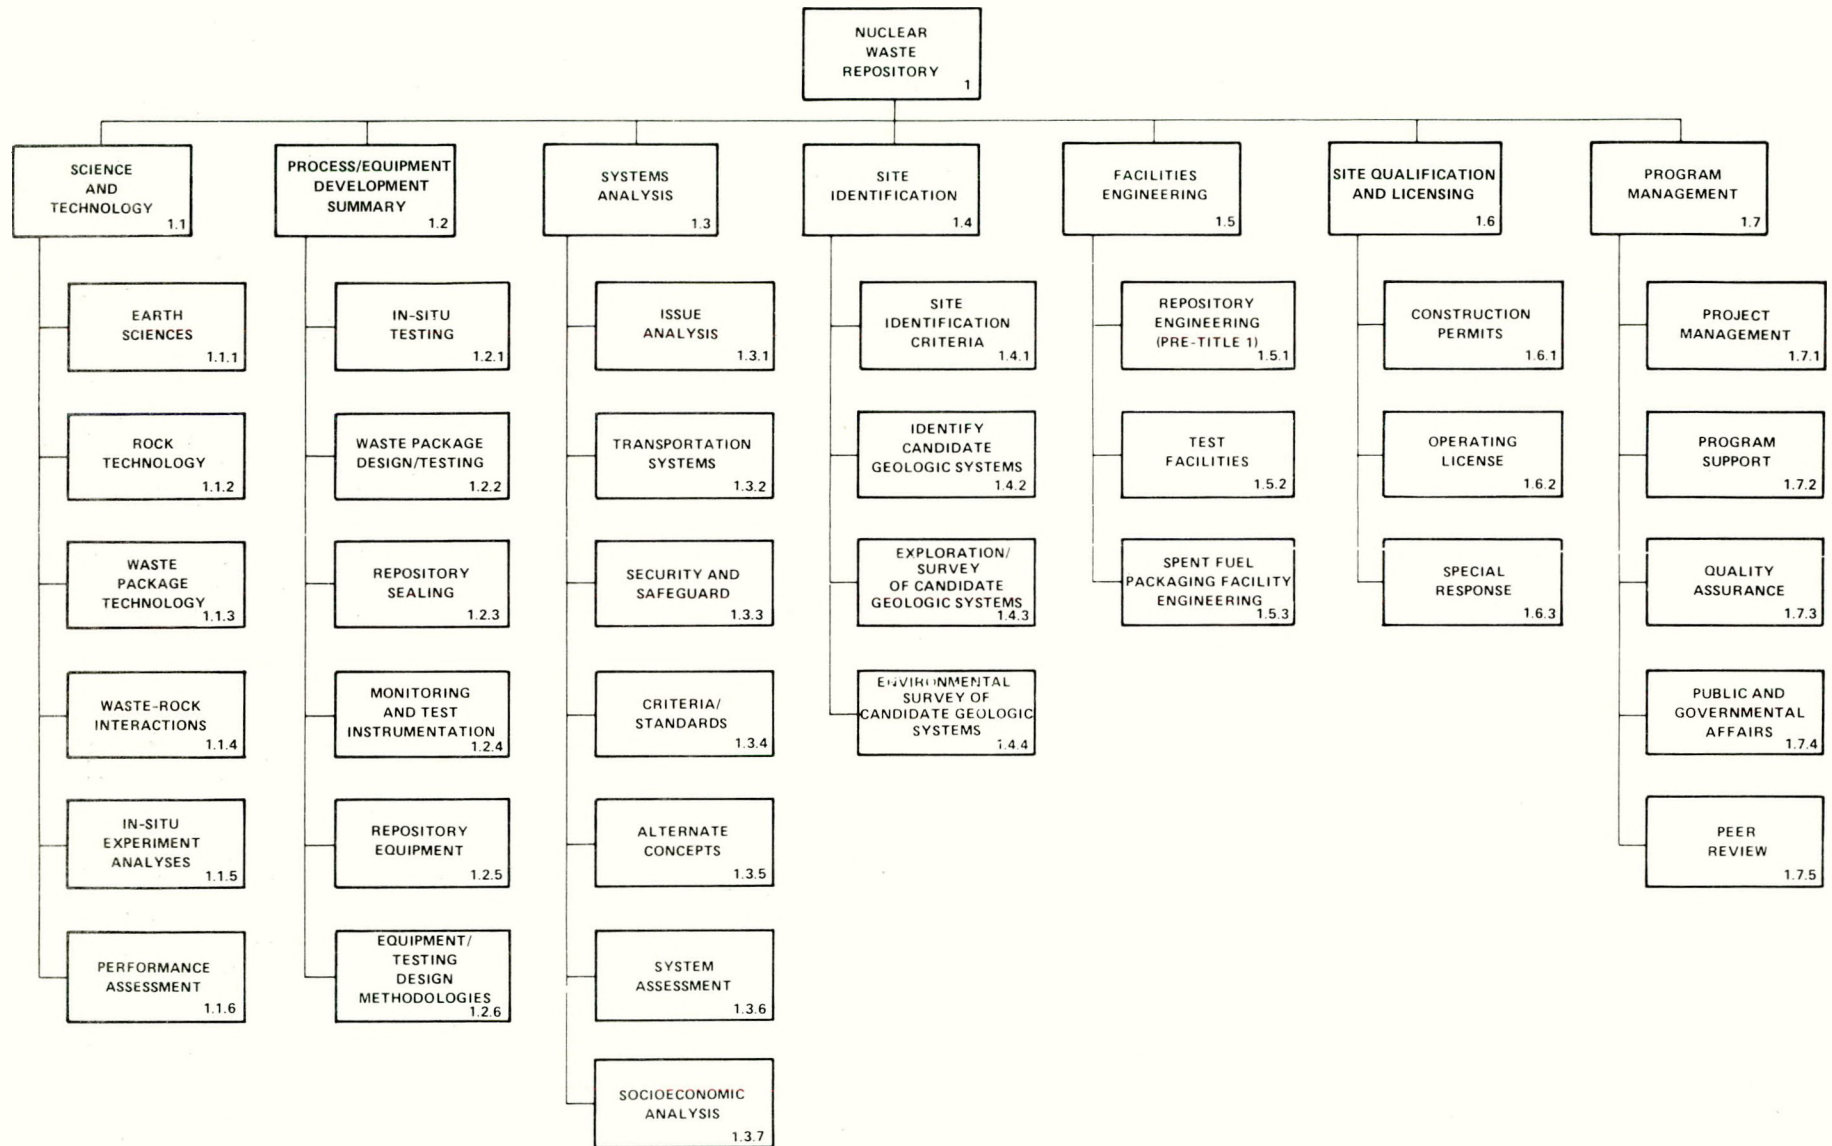 NUCLEAR
WASTE
REPOSITORY
1
SCIENCE
AND
TECHNOLOGY
1.1
EARTH
SCIENCES
1.1.1
ROCK
TECHNOLOGY
1.1.2
WASTE
PACKAGE
TECHNOLOGY
1.1.3
WASTE-ROCK
INTERACTIONS
1.1.4
IN-SITU
EXPERIMENT
ANALYSES
1.1.5
PERFORMANCE
ASSESSMENT
1.1.6
PROCESS/EQUIPMENT
DEVELOPMENT
SUMMARY
1.2
IN-SITU
TESTING
1.2.1
WASTE PACKAGE
DESIGN/TESTING
1.2.2
REPOSITORY
SEALING
1.2.3
MONITORING
AND TEST
INSTRUMENTATION
1.2.4
REPOSITORY
EQUIPMENT
1.2.5
EQUIPMENT/
TESTING
DESIGN
METHODOLOGIES
1.2.6
SYSTEMS
ANALYSIS
1.3
ISSUE
ANALYSIS
1.3.1
TRANSPORTATION
SYSTEMS
1.3.2
SECURITY AND
SAFEGUARD
1.3.3
CRITERIA/
STANDARDS
1.3.4
ALTERNATE
CONCEPTS
1.3.5
SYSTEM
ASSESSMENT
1.3.6
SOCIOECONOMIC
ANALYSIS
1.3.7
SITE
IDENTIFICATION
1.4
SITE
IDENTIFICATION
CRITERIA
1.4.1
IDENTIFY
CANDIDATE
GEOLOGIC SYSTEMS
1.4.2
EXPLORATION/
SURVEY
OF CANDIDATE
GEOLOGIC SYSTEMS
1.4.3
ENVIRONMENTAL
SURVEY OF
CANDIDATE GEOLOGIC
SYSTEMS
1.4.4
FACILITIES
ENGINEERING
1.5
REPOSITORY
ENGINEERING
(PRE-TITLE 1)
1.5.1
TEST
FACILITIES
1.5.2
SPENT FUEL
PACKAGING FACILITY
ENGINEERING
1.5.3
SITE QUALIFICATION
AND LICENSING
1.6
CONSTRUCTION
PERMITS
1.6.1
OPERATING
LICENSE
1.6.2
SPECIAL
RESPONSE
1.6.3
PROGRAM
MANAGEMENT
1.7
PROJECT
MANAGEMENT
1.7.1
PROGRAM
SUPPORT
1.7.2
QUALITY
ASSURANCE
1.7.3
PUBLIC AND
GOVERNMENTAL
AFFAIRS
1.7.4
PEER
REVIEW
1.7.5